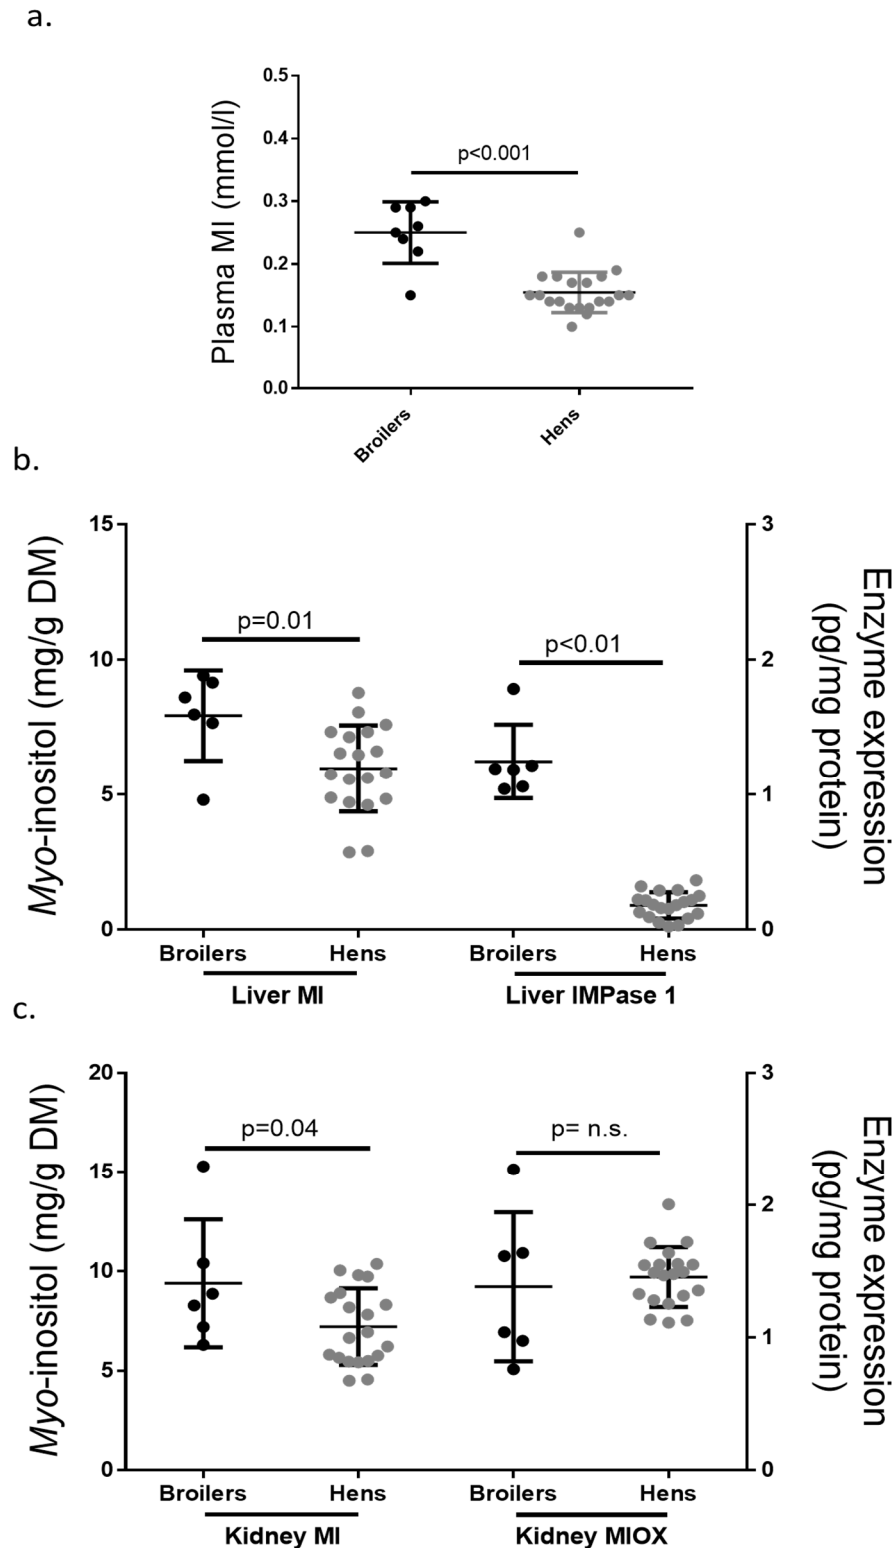 a.
Plasma MI (mmol/l)
0.5
0.4
0.3
0.2
0.1
0.0
p<0.001
Broilers
Hens
b.
Myo-inositol (mg/g DM)
15
10
5
0
p=0.01
p<0.01
3
2
1
0
Enzyme expression
(pg/mg protein)
Broilers Hens Broilers Hens
Liver MI Liver IMPase 1
c.
Myo-inositol (mg/g DM)
20
15
10
5
0
p=0.04
p= n.s.
3
2
1
0
Enzyme expression
(pg/mg protein)
Broilers Hens Broilers Hens
Kidney MI Kidney MIOX